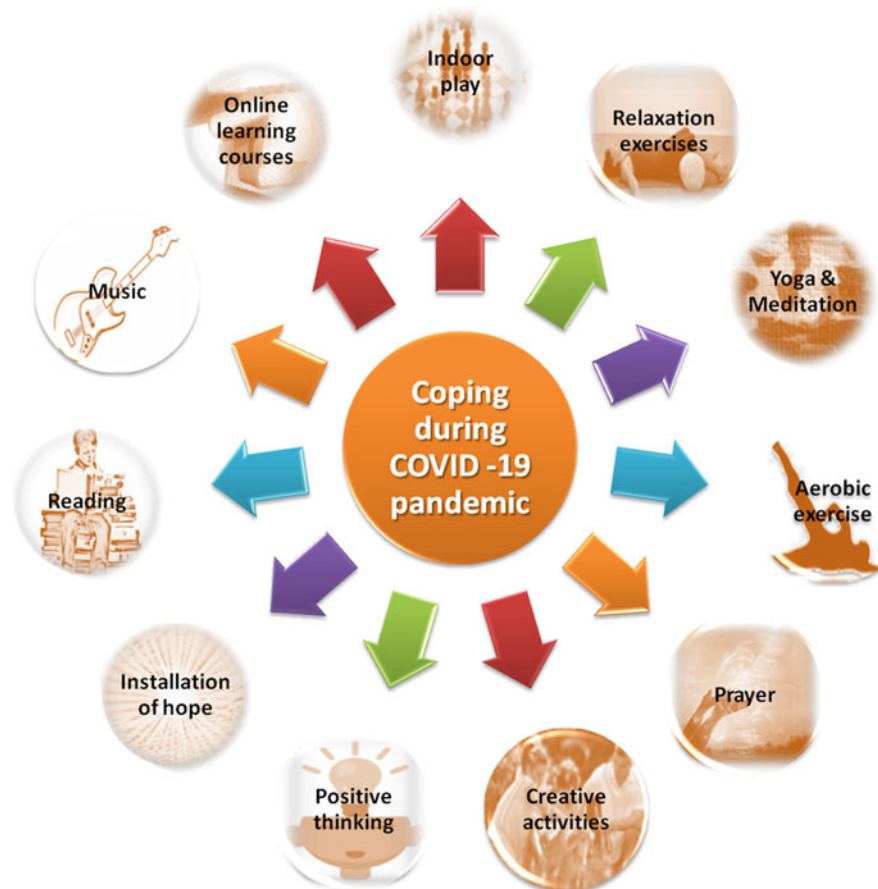 Indoor
play
Relaxation
exercises
Yoga &
Meditation
Aerobic
exercise
Prayer
Creative
activities
Positive
thinking
Installation
of hope
Reading
Music
Online
learning
courses
Coping
during
COVID -19
pandemic